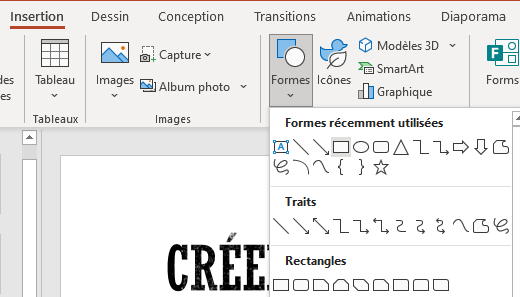 Insertion Dessin Conception Transitions Animations Diaporama
Tableau
Images
Capture
Album photo
Formes
Icônes
Modèles 3D
SmartArt
Graphique
Forms
es
Tableaux
Images
Formes récemment utilisées
A
Traits
Rectangles